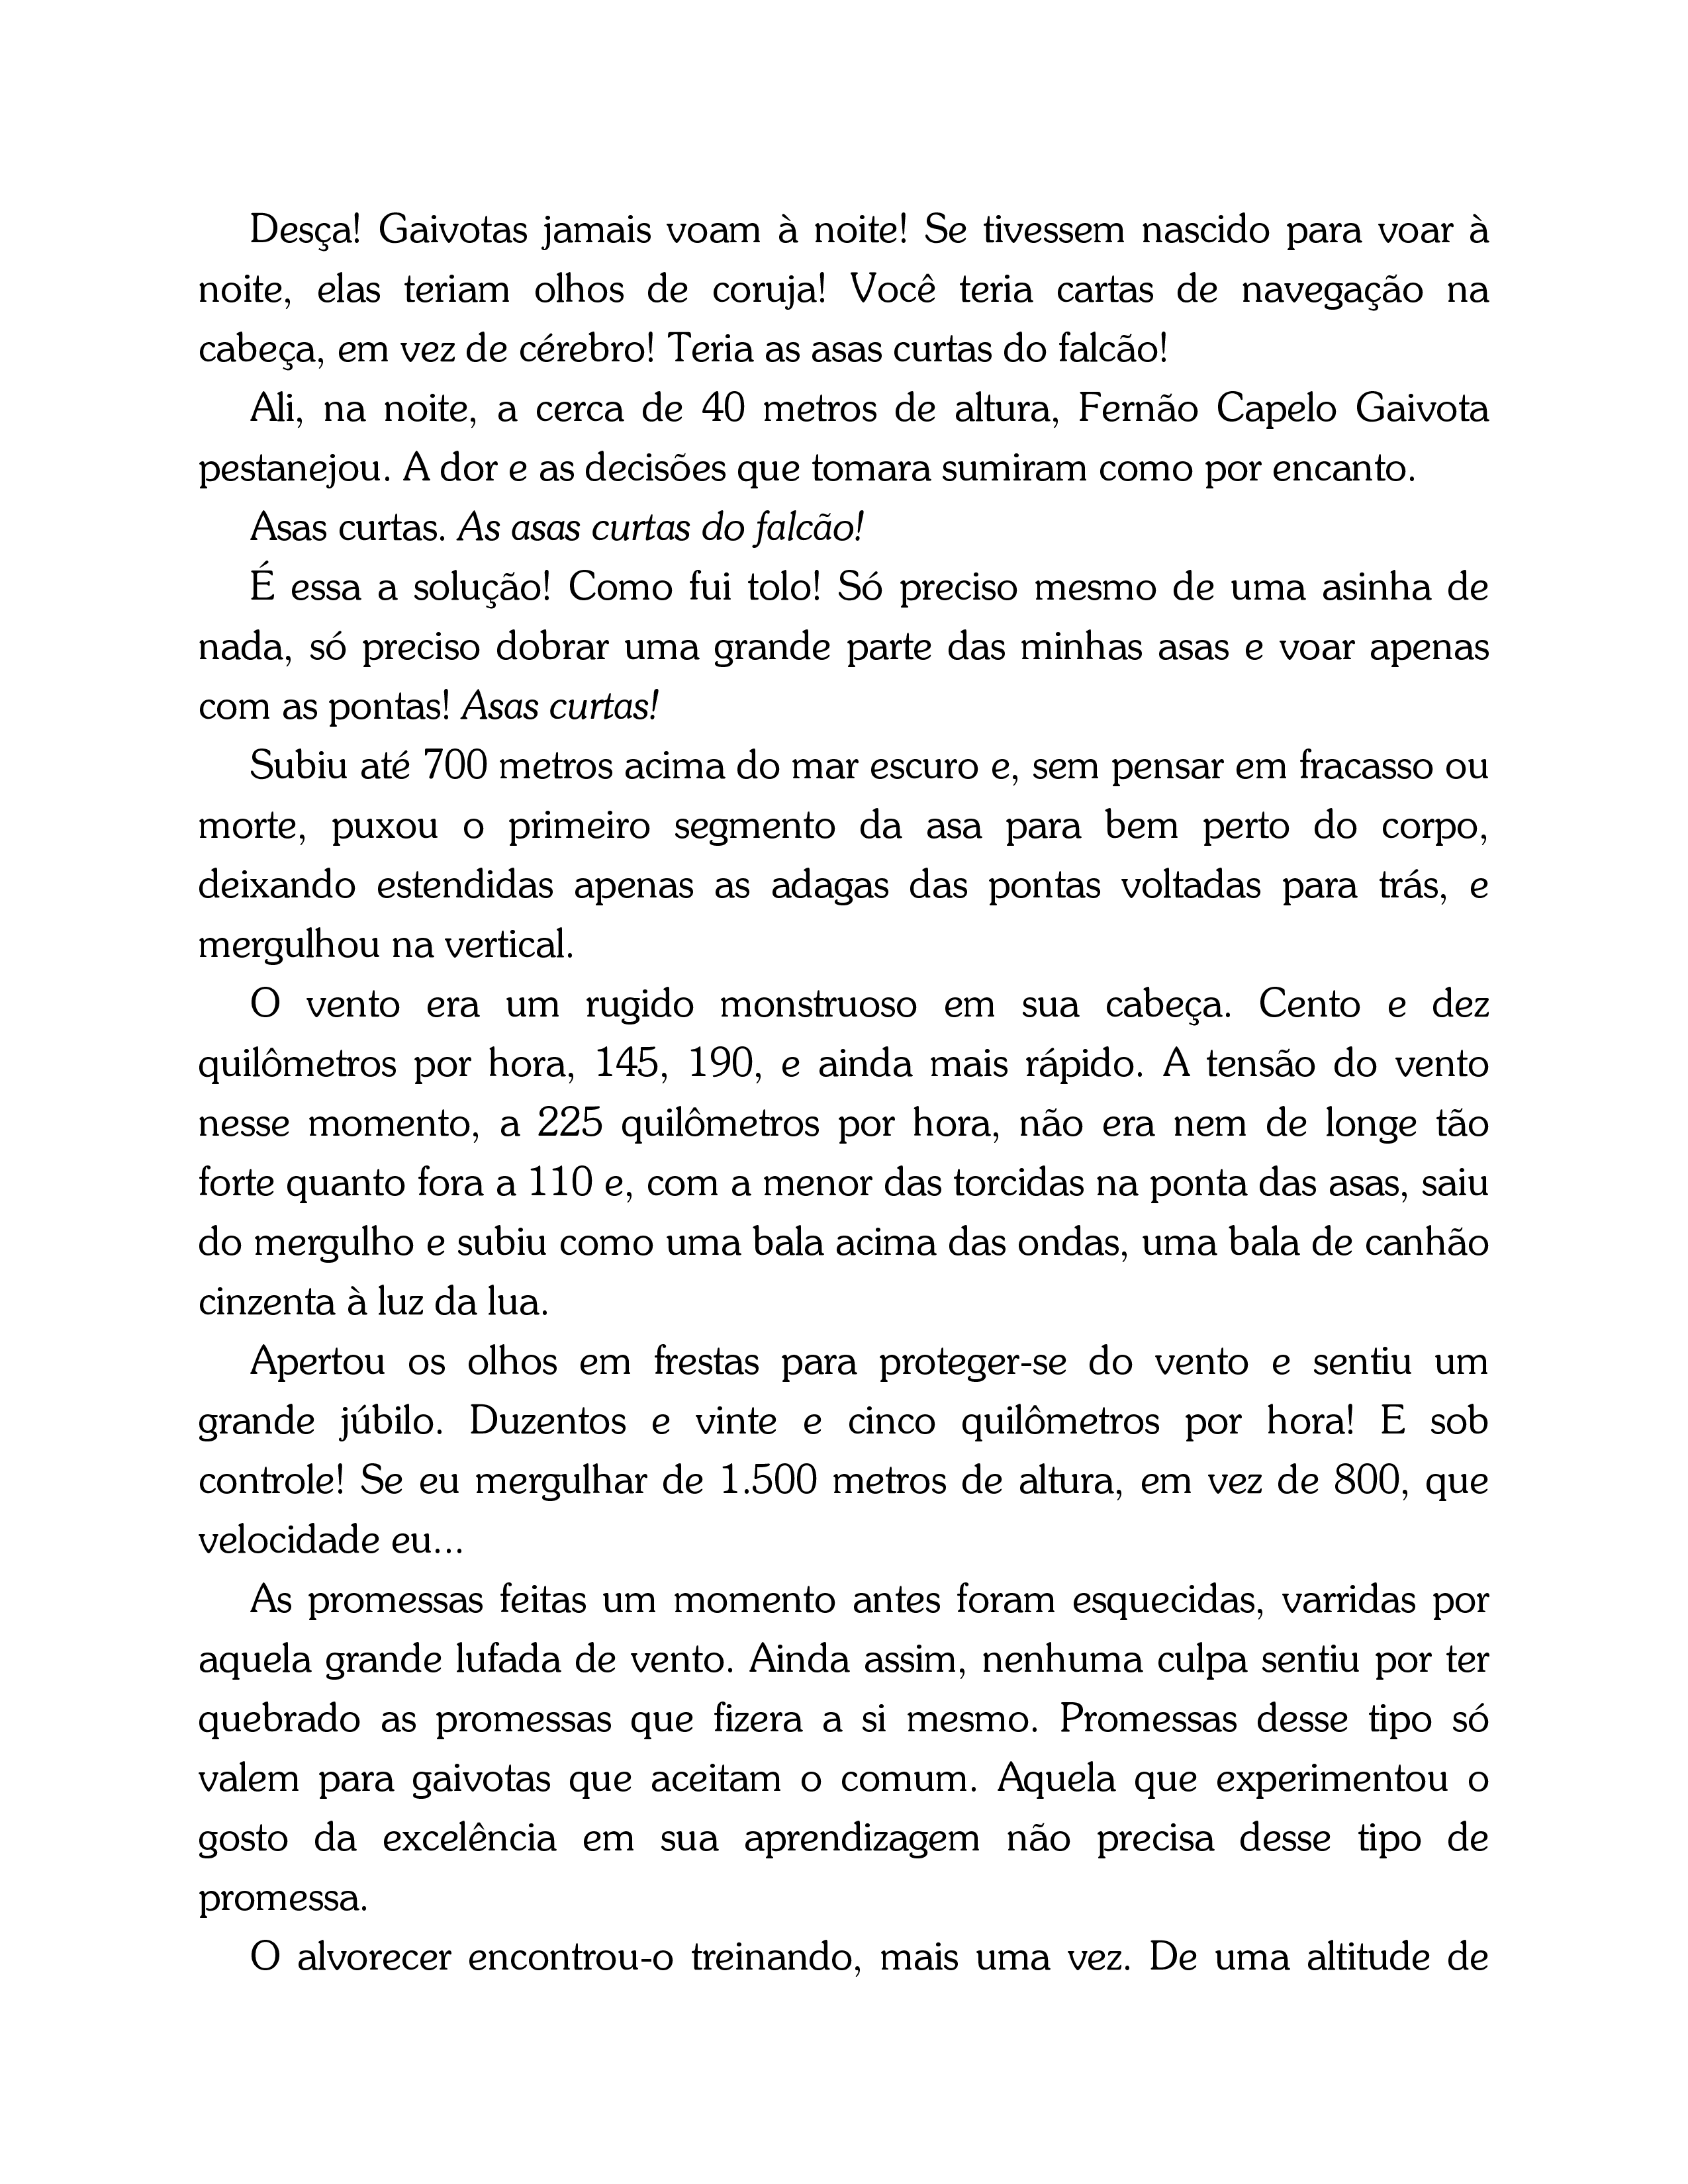 Desça! Gaivotas jamais voam à noite! Se tivessem nascido para voar à
noite, elas teriam olhos de coruja! Você teria cartas de navegação na
cabeça, em vez de cérebro! Teria as asas curtas do falcão!
Ali, na noite, a cerca de 40 metros de altura, Fernão Capelo Gaivota
pestanejou. A dor e as decisões que tomara sumiram como por encanto.
Asas curtas. As asas curtas do falcão!
É essa a solução! Como fui tolo! Só preciso mesmo de uma asinha de
nada, só preciso dobrar uma grande parte das minhas asas e voar apenas
com as pontas! Asas curtas!
Subiu até 700 metros acima do mar escuro e, sem pensar em fracasso ou
morte, puxou o primeiro segmento da asa para bem perto do corpo,
deixando estendidas apenas as adagas das pontas voltadas para trás, e
mergulhou na vertical.
O vento era um rugido monstruoso em sua cabeça. Cento e dez
quilômetros por hora, 145, 190, e ainda mais rápido. A tensão do vento
nesse momento, a 225 quilômetros por hora, não era nem de longe tão
forte quanto fora a 110 e, com a menor das torcidas na ponta das asas, saiu
do mergulho e subiu como uma bala acima das ondas, uma bala de canhão
cinzenta à luz da lua.
Apertou os olhos em frestas para proteger-se do vento e sentiu um
grande júbilo. Duzentos e vinte e cinco quilômetros por hora! E sob
controle! Se eu mergulhar de 1.500 metros de altura, em vez de 800, que
velocidade eu...
As promessas feitas um momento antes foram esquecidas, varridas por
aquela grande lufada de vento. Ainda assim, nenhuma culpa sentiu por ter
quebrado as promessas que fizera a si mesmo. Promessas desse tipo só
valem para gaivotas que aceitam o comum. Aquela que experimentou o
gosto da excelência em sua aprendizagem não precisa desse tipo de
promessa.
O alvorecer encontrou-o treinando, mais uma vez. De uma altitude de